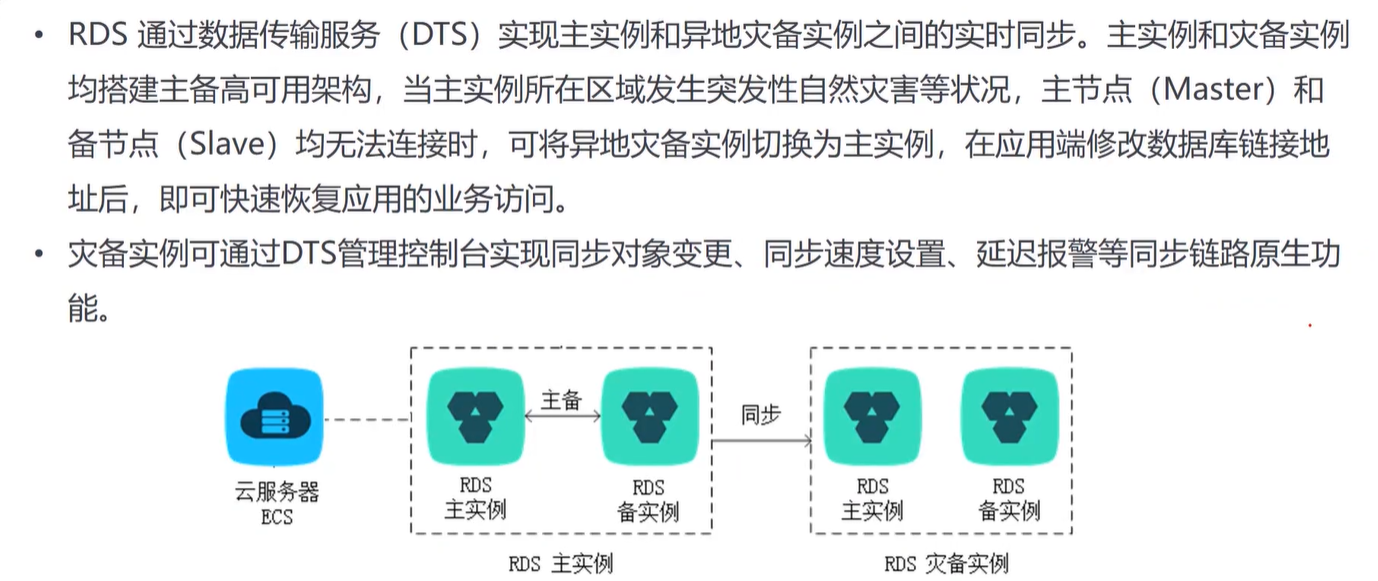 • RDS 通过数据传输服务（DTS）实现主实例和异地灾备实例之间的实时同步。主实例和灾备实例
均搭建主备高可用架构，当主实例所在区域发生突发性自然灾害等状况，主节点（Master）和
备节点（Slave）均无法连接时，可将异地灾备实例切换为主实例，在应用端修改数据库链接地
址后，即可快速恢复应用的业务访问。
• 灾备实例可通过DTS管理控制台实现同步对象变更、同步速度设置、延迟报警等同步链路原生功
能。
主备
同步
云服务器
ECS
RDS
主实例
RDS
备实例
RDS
主实例
RDS
备实例
RDS 主实例
RDS 灾备实例